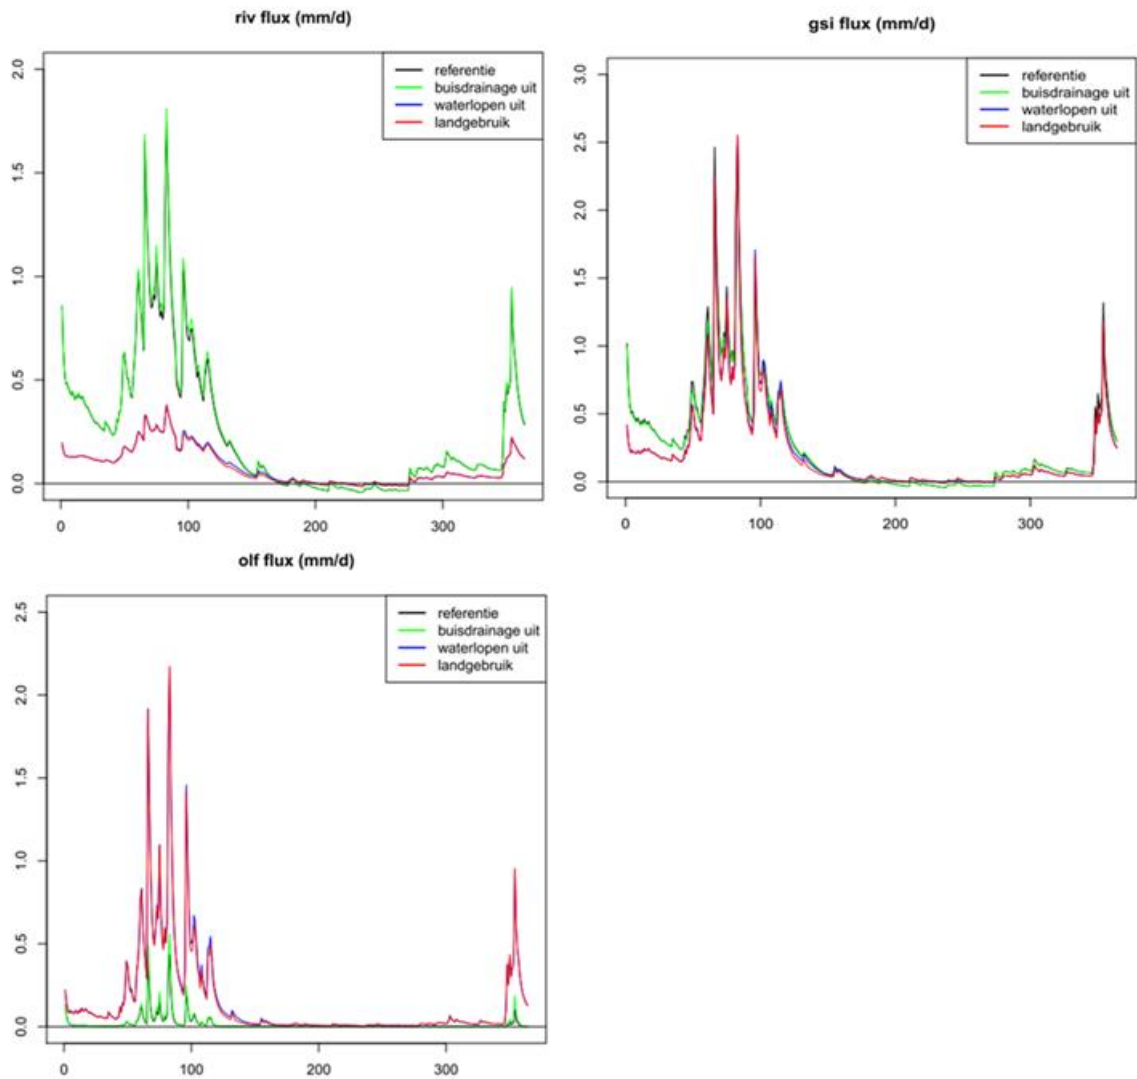 riv flux (mm/d)
referentie
buisdrainage uit
waterlopen uit
landgebruik
2.0
1.5
1.0
0.5
0.0
0 100 200 300
gsi flux (mm/d)
referentie
buisdrainage uit
waterlopen uit
landgebruik
3.0
2.5
2.0
1.5
1.0
0.5
0.0
0 100 200 300
olf flux (mm/d)
referentie
buisdrainage uit
waterlopen uit
landgebruik
2.5
2.0
1.5
1.0
0.5
0.0
0 100 200 300